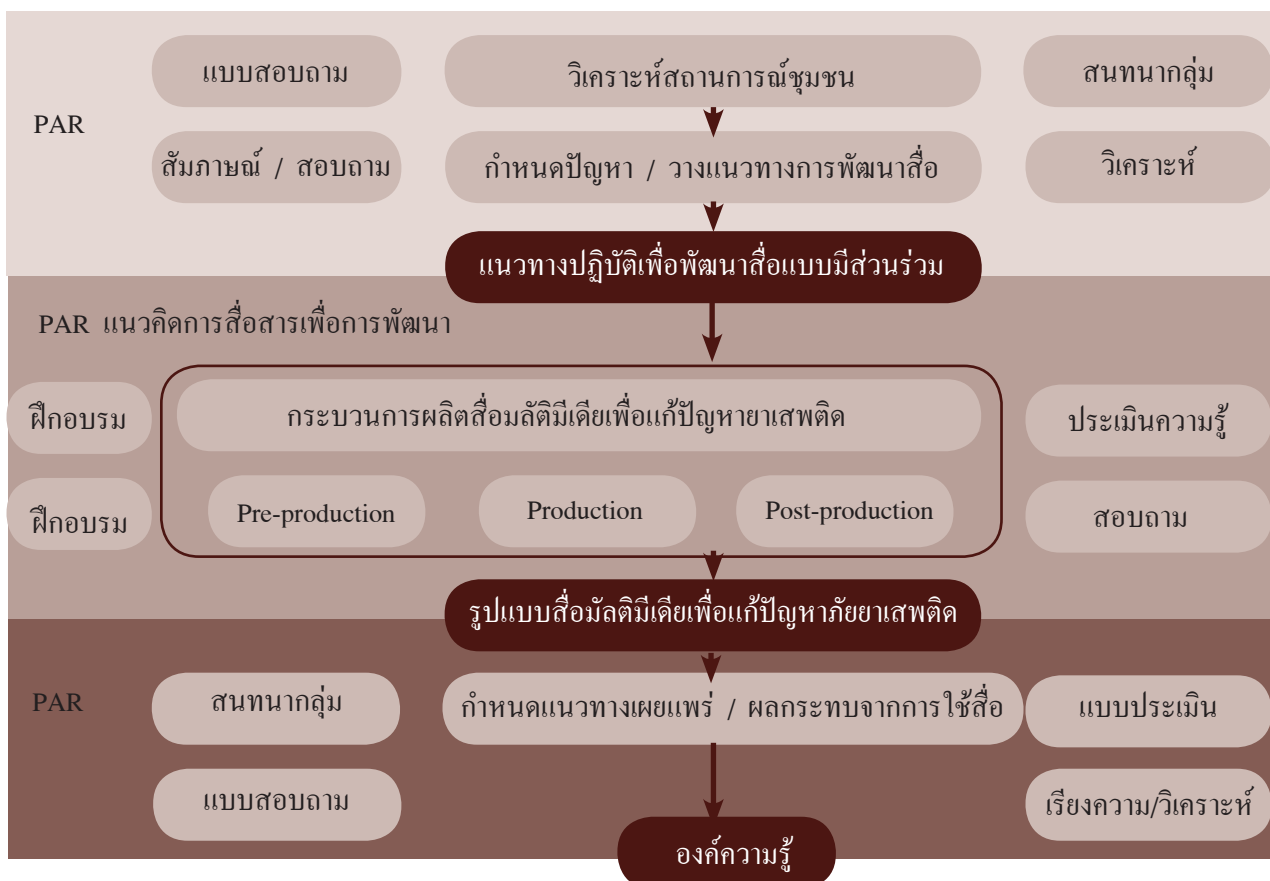 แบบสอบถาม
วิเคราะห์สถานการณ์ชุมชน
สนทนากลุ่ม
PAR
สัมภาษณ์ / สอบถาม
กำหนดปัญหา / วางแนวทางการพัฒนาสื่อ
วิเคราะห์
แนวทางปฏิบัติเพื่อพัฒนาสื่อแบบมีส่วนร่วม
PAR แนวคิดการสื่อสารเพื่อการพัฒนา
ฝึกอบรม
กระบวนการผลิตสื่อมลัติมีเดียเพื่อแก้ปัญหายาเสพติด
ประเมินความรู้
ฝึกอบรม
Pre-production
Production
Post-production
สอบถาม
รูปแบบสื่อมัลติมีเดียเพื่อแก้ปัญหาภัยยาเสพติด
PAR
สนทนากลุ่ม
กำหนดแนวทางเผยแพร่ / ผลกระทบจากการใช้สื่อ
แบบประเมิน
แบบสอบถาม
เรียงความ/วิเคราะห์
องค์ความรู้